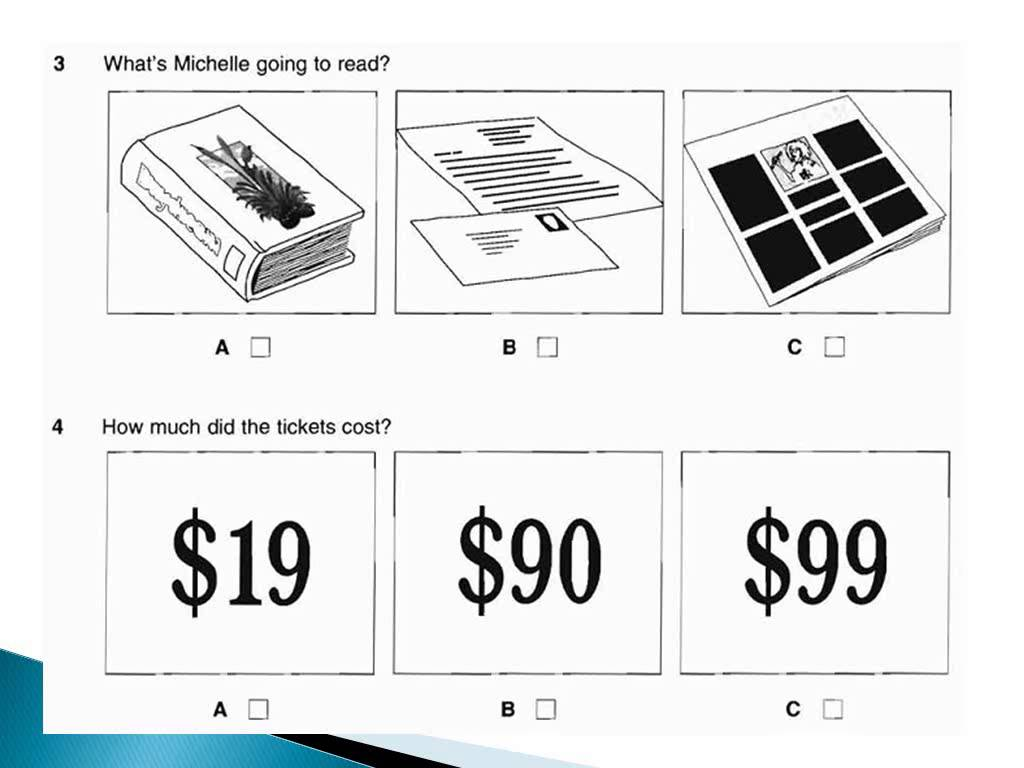 3 What's Michelle going to read?
A B C
4 How much did the tickets cost?
$19 $90 $99
A B C